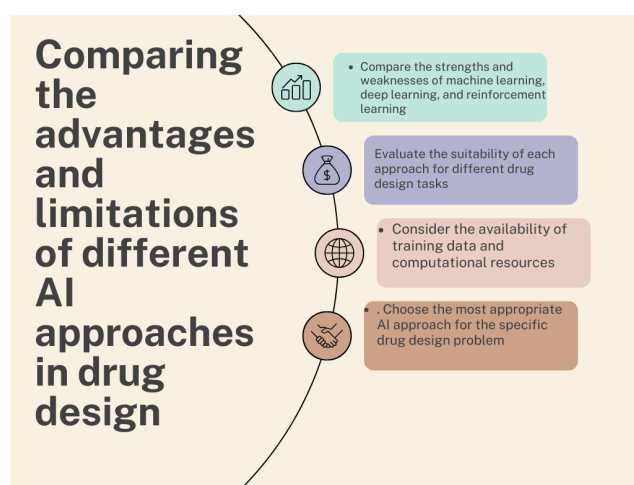 Comparing
the
advantages
and
limitations
of different
AI
approaches
in drug
design
• Compare the strengths and
weaknesses of machine learning,
deep learning, and reinforcement
learning
$
Evaluate the suitability of each
approach for different drug
design tasks
• Consider the availability of
training data and
computational resources
• . Choose the most appropriate
AI approach for the specific
drug design problem